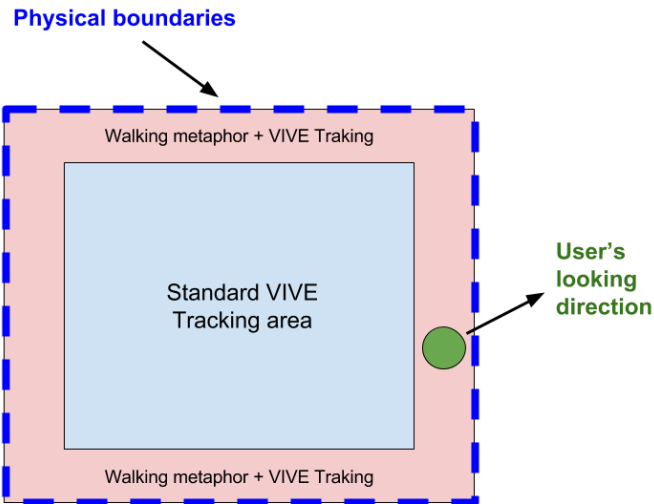 Physical boundaries
Walking metaphor + VIVE Traking
Standard VIVE
Tracking area
User's
looking
direction
Walking metaphor + VIVE Traking